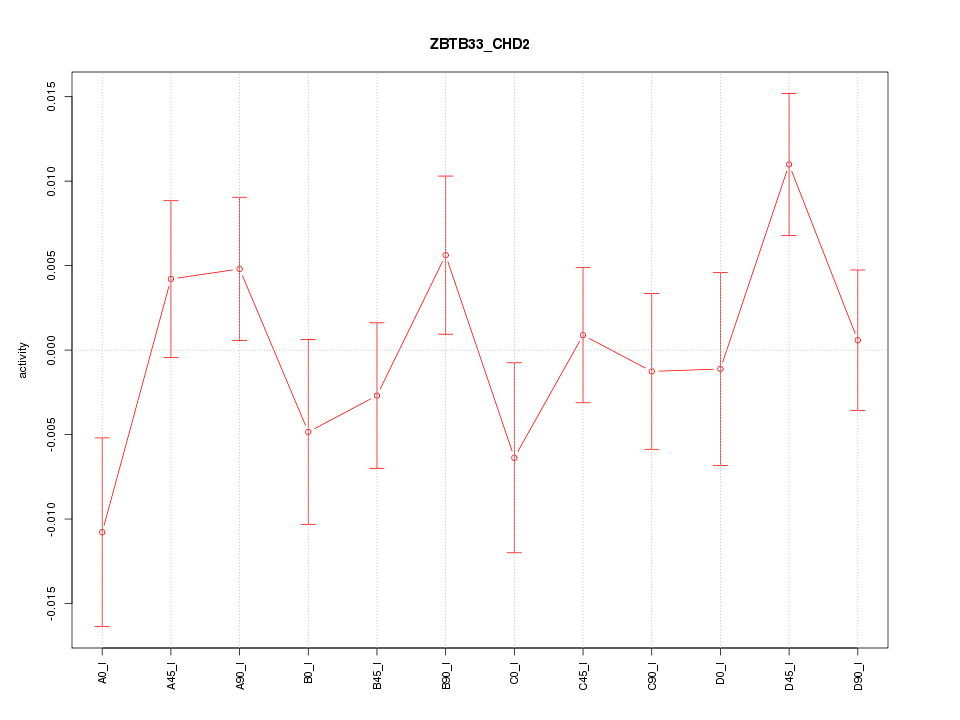 ZBTB33_CHD2
activity
0.015
0.010
0.005
0.000
-0.005
-0.010
-0.015
A0_I
A45_I
A90_I
B0_I
B45_I
B90_I
C0_I
C45_I
C90_I
D0_I
D45_I
D90_I